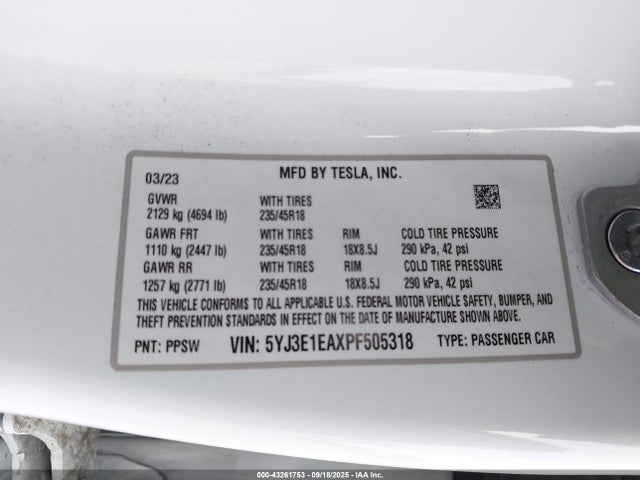 03/23 MFD BY TESLA, INC.
GVWR WITH TIRES
2129 kg (4694 lb) 235/45R18
GAWR FRT WITH TIRES RIM COLD TIRE PRESSURE
1110 kg (2447 lb) 235/45R18 18X8.5J 290 kPa, 42 psi
GAWR RR WITH TIRES RIM COLD TIRE PRESSURE
1257 kg (2771 lb) 235/45R18 18X8.5J 290 kPa, 42 psi
THIS VEHICLE CONFORMS TO ALL APPLICABLE U.S. FEDERAL MOTOR VEHICLE SAFETY, BUMPER, AND
THEFT PREVENTION STANDARDS IN EFFECT ON THE DATE OF MANUFACTURE SHOWN ABOVE.
PNT: PPSW VIN: 5YJ3E1EAXPF505318 TYPE: PASSENGER CAR
000-43261753 - 09/18/2025 - IAA Inc.